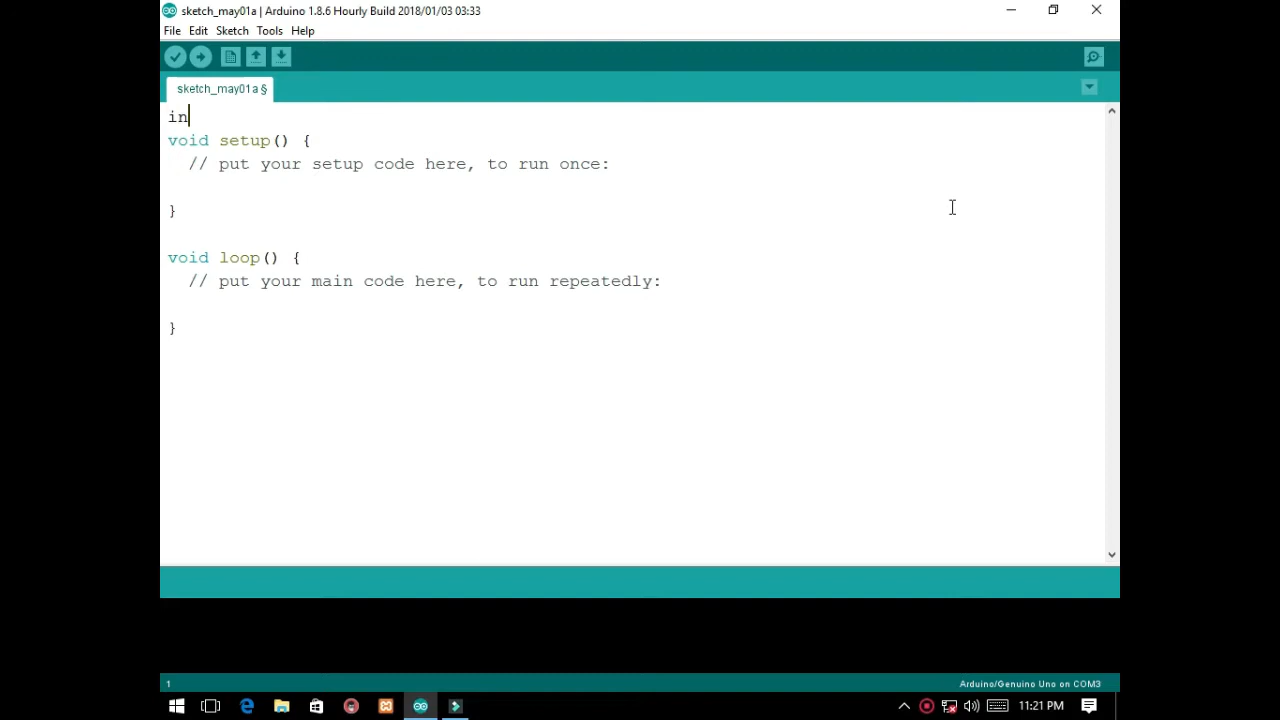 sketch_may01a | Arduino 1.8.6 Hourly Build 2018/01/03 03:33
File Edit Sketch Tools Help
sketch_may01a §
in
void setup() {
  // put your setup code here, to run once:
}
void loop() {
  // put your main code here, to run repeatedly:
}
1
Arduino/Genuino Uno on COM3
11:21 PM